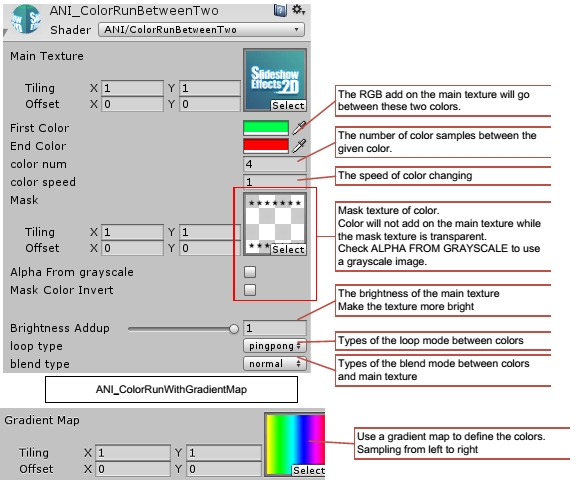 ANI_ColorRunBetweenTwo
Shader ANI/ColorRunBetweenTwo
Main Texture
Slideshow
Effects 2D
Tiling X 1 Y 1
Offset X 0 Y 0
Select
First Color
End Color
color num 4
color speed 1
Mask
Tiling X 1 Y 1
Offset X 0 Y 0
Select
Alpha From grayscale
Mask Color Invert
Brightness Addup 1
loop type pingpong
blend type normal
The RGB add on the main texture will go
between these two colors.
The number of color samples between the
given color.
The speed of color changing
Mask texture of color.
Color will not add on the main texture while
the mask texture is transparent.
Check ALPHA FROM GRAYSCALE to use
a grayscale image.
The brightness of the main texture
Make the texture more bright
Types of the loop mode between colors
Types of the blend mode between colors
and main texture
ANI_ColorRunWithGradientMap
Gradient Map
Tiling X 1 Y 1
Offset X 0 Y 0
Select
Use a gradient map to define the colors.
Sampling from left to right